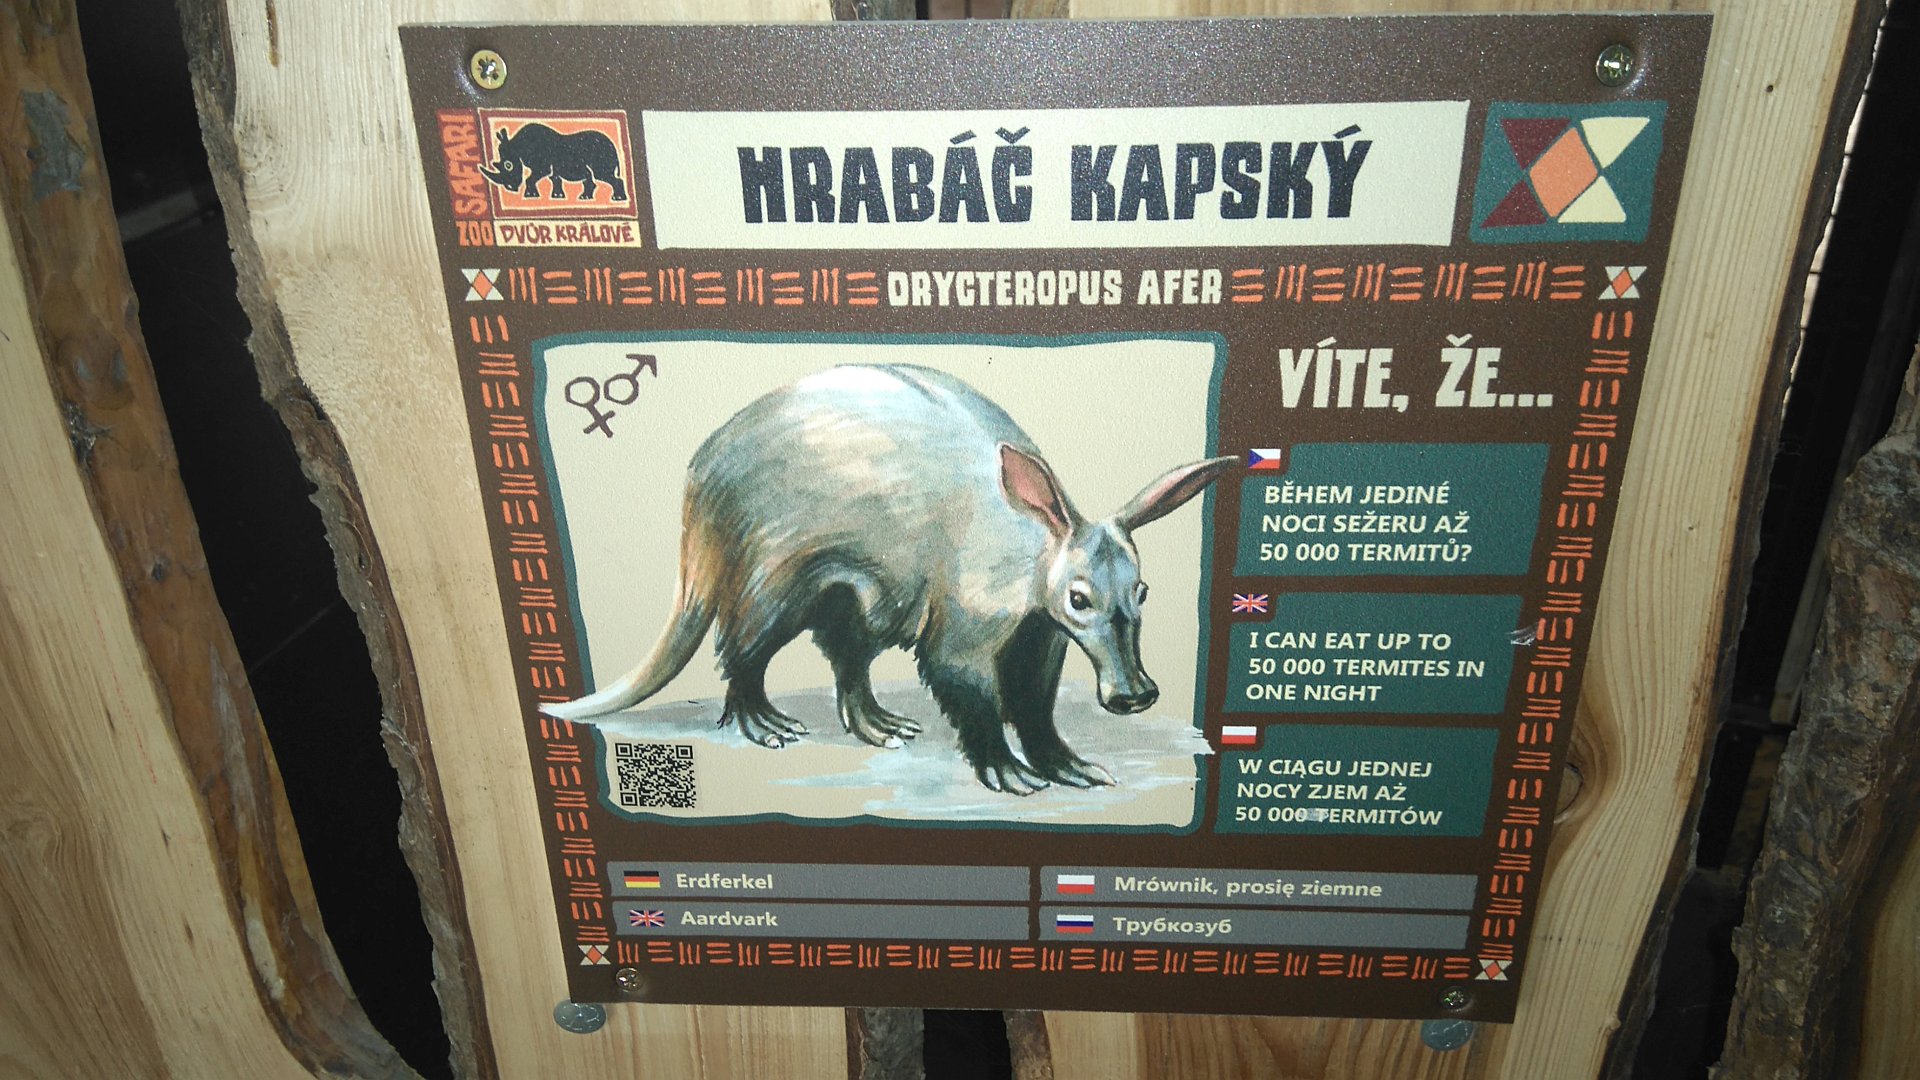 SAFARI
ZOO DVŮR KRÁLOVÉ
HRABÁČ KAPSKÝ
ORYCTEROPUS AFER
VÍTE, ŽE...
BĚHEM JEDINÉ
NOCI SEŽERU AŽ
50 000 TERMITŮ?
I CAN EAT UP TO
50 000 TERMITES IN
ONE NIGHT
W CIĄGU JEDNEJ
NOCY ZJEM AŻ
50 000 TERMITÓW
Erdferkel
Aardvark
Mrównik, prosię ziemne
Трубкозуб